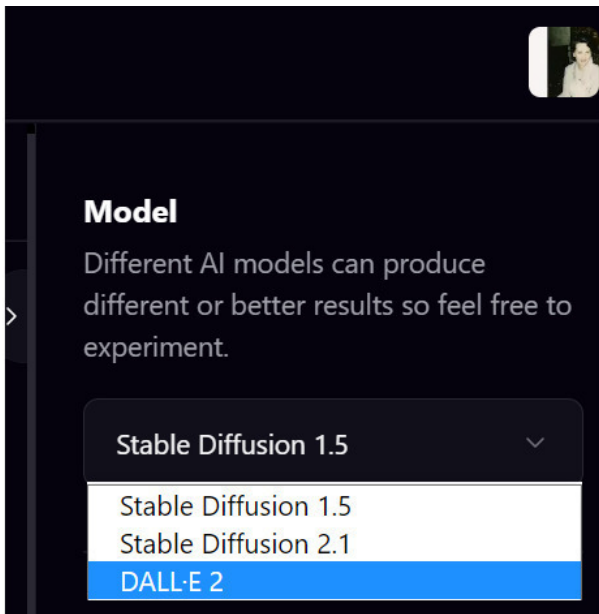 Model
Different AI models can produce
different or better results so feel free to
experiment.
Stable Diffusion 1.5
Stable Diffusion 1.5
Stable Diffusion 2.1
DALL·E 2